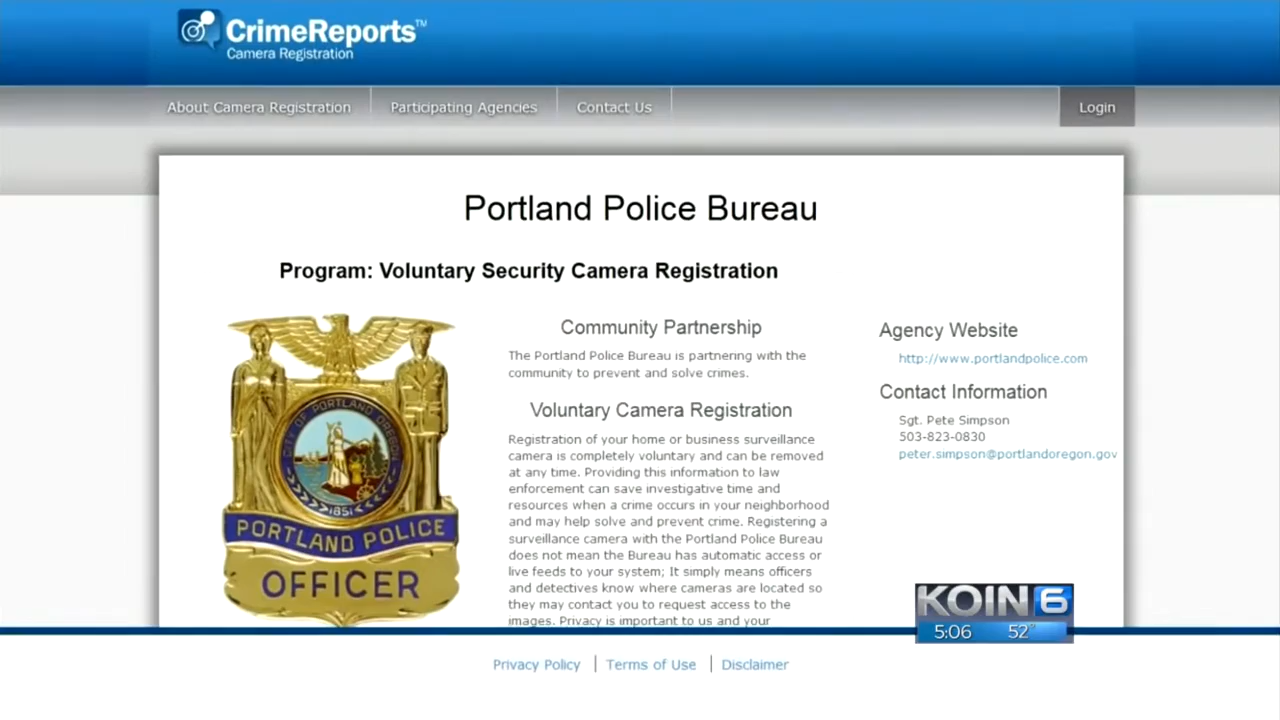 CrimeReports™
Camera Registration
About Camera Registration
Participating Agencies
Contact Us
Login
Portland Police Bureau
Program: Voluntary Security Camera Registration
CITY OF PORTLAND OREGON
1851
PORTLAND POLICE
OFFICER
Community Partnership
The Portland Police Bureau is partnering with the
community to prevent and solve crimes.
Voluntary Camera Registration
Registration of your home or business surveillance
camera is completely voluntary and can be removed
at any time. Providing this information to law
enforcement can save investigative time and
resources when a crime occurs in your neighborhood
and may help solve and prevent crime. Registering a
surveillance camera with the Portland Police Bureau
does not mean the Bureau has automatic access or
live feeds to your system; It simply means officers
and detectives know where cameras are located so
they may contact you to request access to the
images. Privacy is important to us and your
Agency Website
http://www.portlandpolice.com
Contact Information
Sgt. Pete Simpson
503-823-0830
peter.simpson@portlandoregon.gov
KOIN 6
5:06 52°
Privacy Policy
Terms of Use
Disclaimer